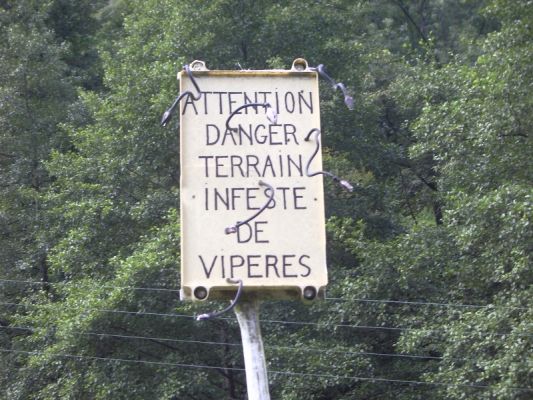 ATTENTION
DANGER
TERRAIN
INFESTE
DE
VIPERES